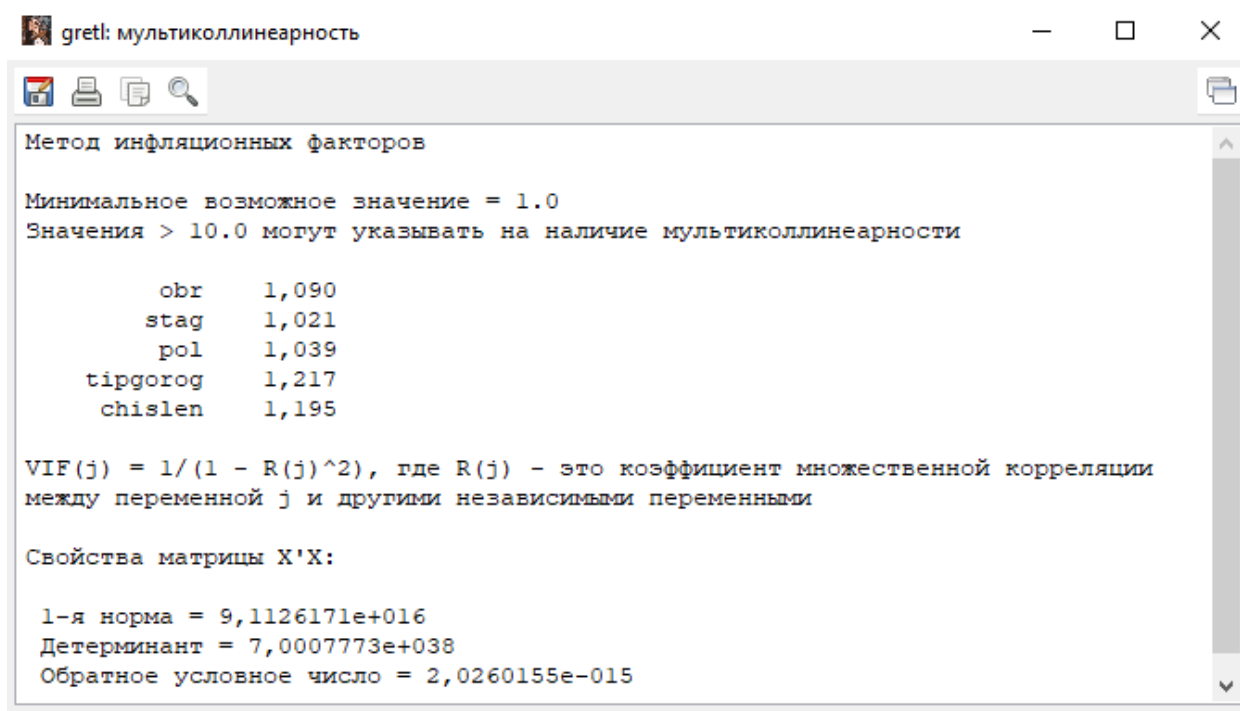 gretl: мультиколлинеарность
Метод инфляционных факторов
Минимальное возможное значение = 1.0
Значения > 10.0 могут указывать на наличие мультиколлинеарности
obr 1,090
stag 1,021
pol 1,039
tipgorog 1,217
chislen 1,195
VIF(j) = 1/(1 - R(j)^2), где R(j) - это коэффициент множественной корреляции
между переменной j и другими независимыми переменными
Свойства матрицы X'X:
1-я норма = 9,1126171e+016
Детерминант = 7,0007773e+038
Обратное условное число = 2,0260155e-015